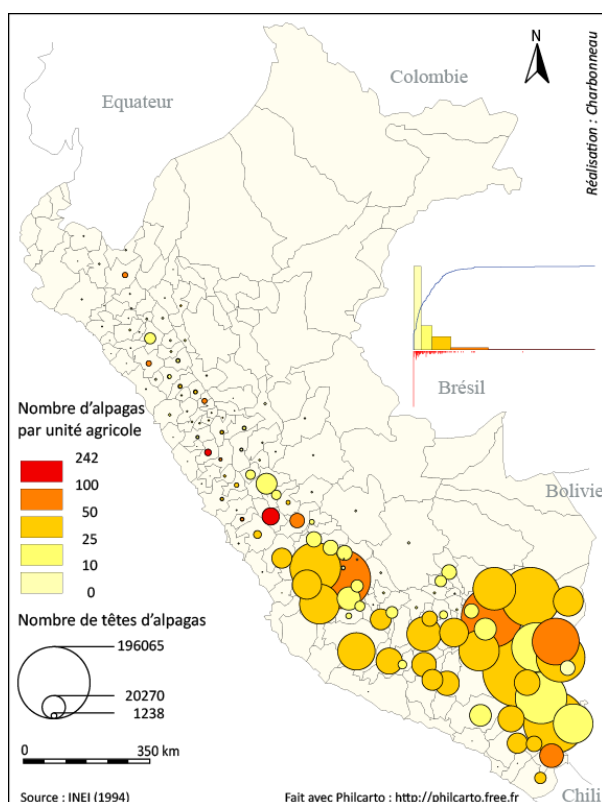 N
Colombie
Equateur
Réalisation : Charbonneau
Brésil
Nombre d'alpagas
par unité agricole
242
100
50
25
10
0
Bolivie
Nombre de têtes d'alpagas
196065
20270
1238
0 350 km
Chili
Source : INEI (1994) Fait avec Philcarto : http://philcarto.free.fr